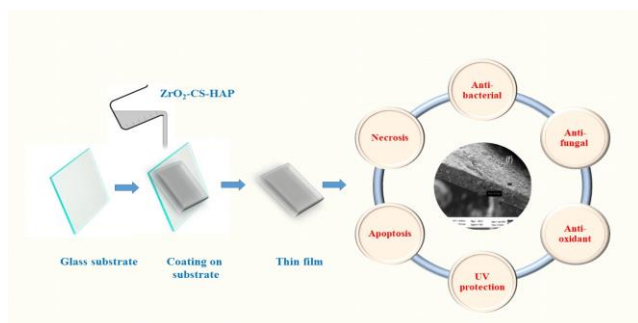 ZrO₂-CS-HAP
Glass substrate
Coating on
substrate
Thin film
Anti-
bacterial
Anti-
fungal
Anti-
oxidant
UV
protection
Apoptosis
Necrosis
(f)